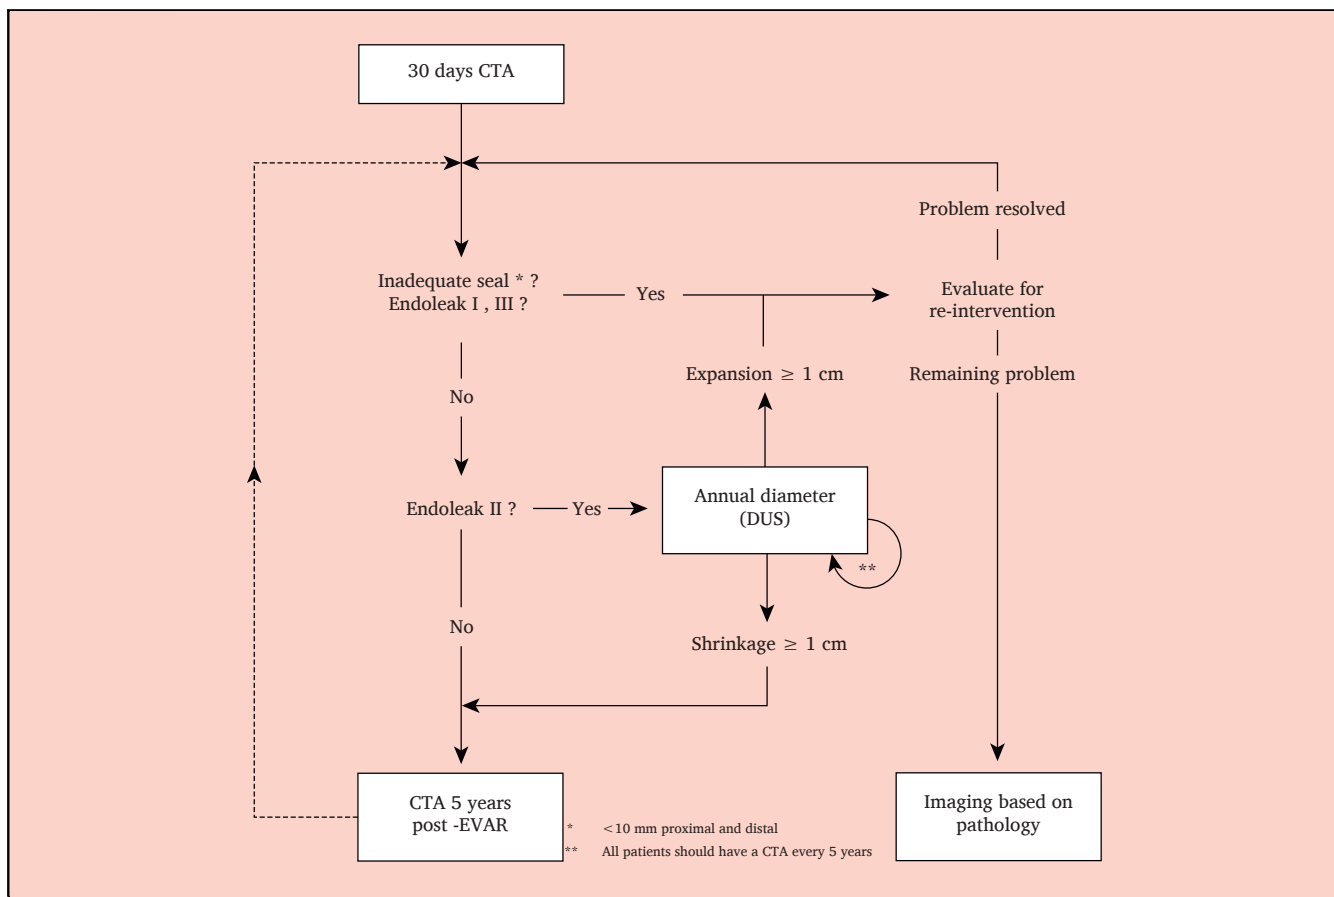 30 days CTA
Problem resolved
Inadequate seal * ?
Endoleak I , III ?
Yes
Evaluate for
re-intervention
Expansion ≥ 1 cm
Remaining problem
No
Endoleak II ?
Yes
Annual diameter
(DUS)
**
No
Shrinkage ≥ 1 cm
CTA 5 years
post -EVAR
Imaging based on
pathology
* <10 mm proximal and distal
** All patients should have a CTA every 5 years